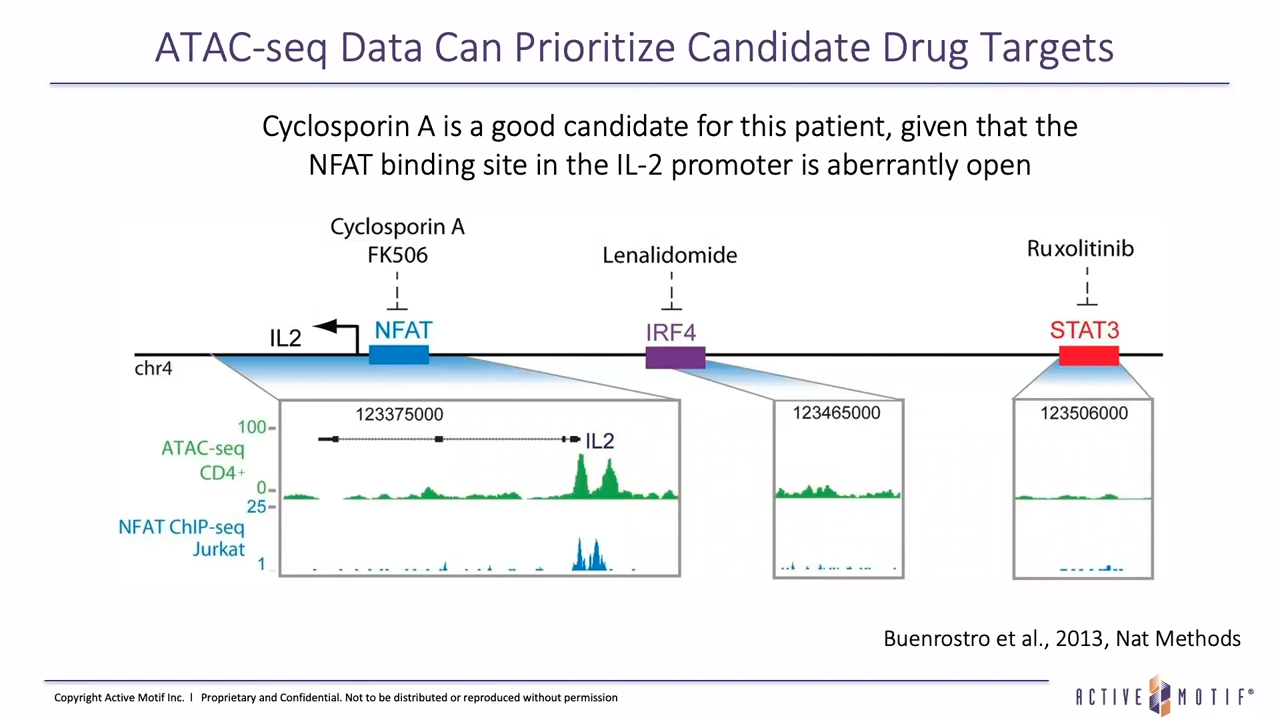 ATAC-seq Data Can Prioritize Candidate Drug Targets
Cyclosporin A is a good candidate for this patient, given that the
NFAT binding site in the IL-2 promoter is aberrantly open
Cyclosporin A
FK506
Lenalidomide
Ruxolitinib
IL2
NFAT
IRF4
STAT3
chr4
123375000
123465000
123506000
100
ATAC-seq
CD4+
0
IL2
25
NFAT ChIP-seq
Jurkat
1
Buenrostro et al., 2013, Nat Methods
Copyright Active Motif Inc. | Proprietary and Confidential. Not to be distributed or reproduced without permission
ACTIVE MOTIF®